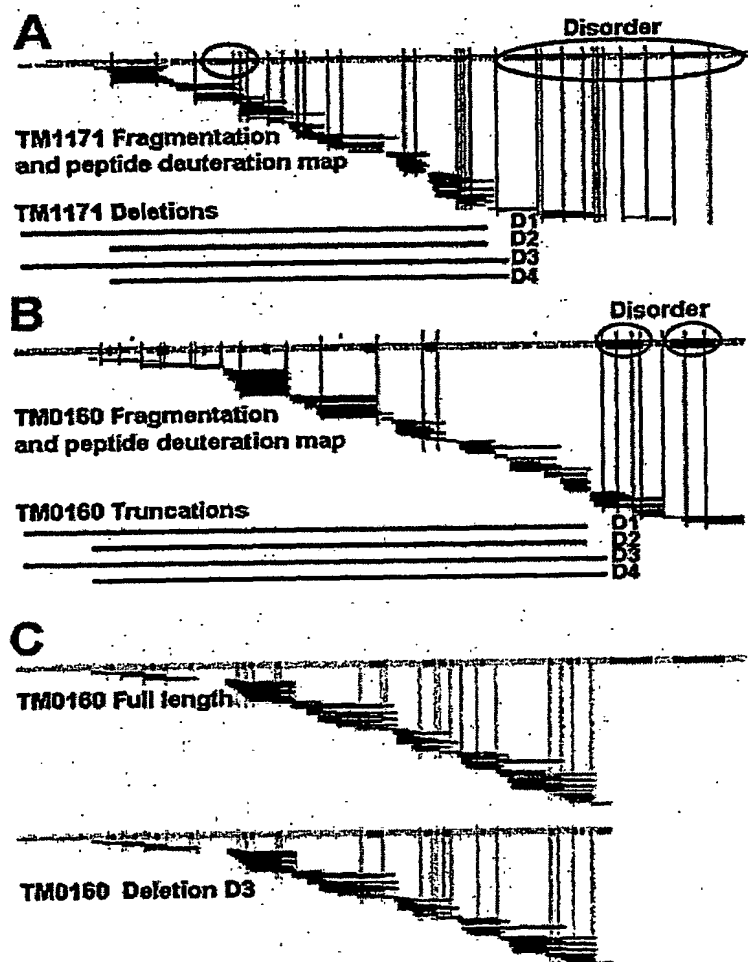 A
Disorder
TM1171 Fragmentation
and peptide deuteration map
TM1171 Deletions
D1
D2
D3
D4
B
Disorder
TM0160 Fragmentation
and peptide deuteration map
TM0160 Truncations
D1
D2
D3
D4
C
TM0160 Full length
TM0160 Deletion D3